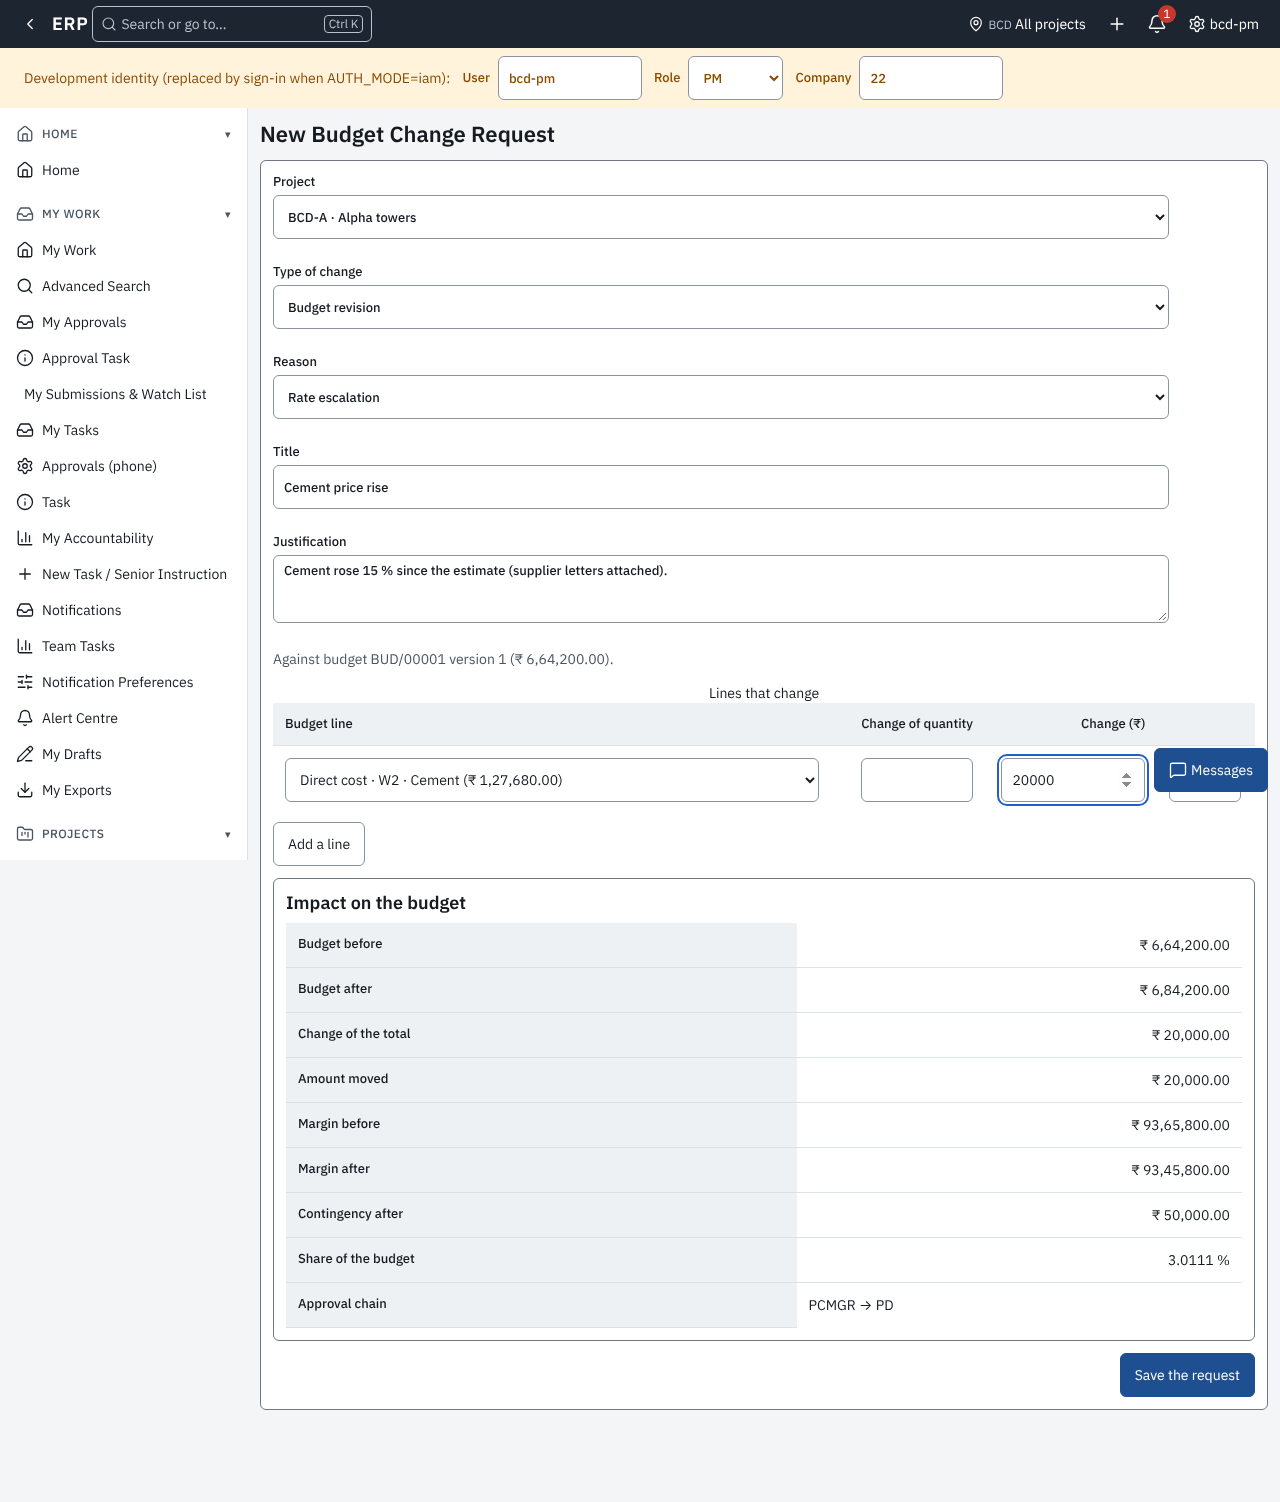 ERP
Search or go to...
Ctrl K
BCD All projects
1
bcd-pm
Development identity (replaced by sign-in when AUTH_MODE=iam):
User
bcd-pm
Role
PM
Company
22
HOME
Home
MY WORK
My Work
Advanced Search
My Approvals
Approval Task
My Submissions & Watch List
My Tasks
Approvals (phone)
Task
My Accountability
New Task / Senior Instruction
Notifications
Team Tasks
Notification Preferences
Alert Centre
My Drafts
My Exports
PROJECTS
New Budget Change Request
Project
BCD-A · Alpha towers
Type of change
Budget revision
Reason
Rate escalation
Title
Cement price rise
Justification
Cement rose 15 % since the estimate (supplier letters attached).
Against budget BUD/00001 version 1 (₹ 6,64,200.00).
Lines that change
Budget line
Change of quantity
Change (₹)
Direct cost · W2 · Cement (₹ 1,27,680.00)
20000
Messages
Add a line
Impact on the budget
Budget before ₹ 6,64,200.00
Budget after ₹ 6,84,200.00
Change of the total ₹ 20,000.00
Amount moved ₹ 20,000.00
Margin before ₹ 93,65,800.00
Margin after ₹ 93,45,800.00
Contingency after ₹ 50,000.00
Share of the budget 3.0111 %
Approval chain PCMGR → PD
Save the request